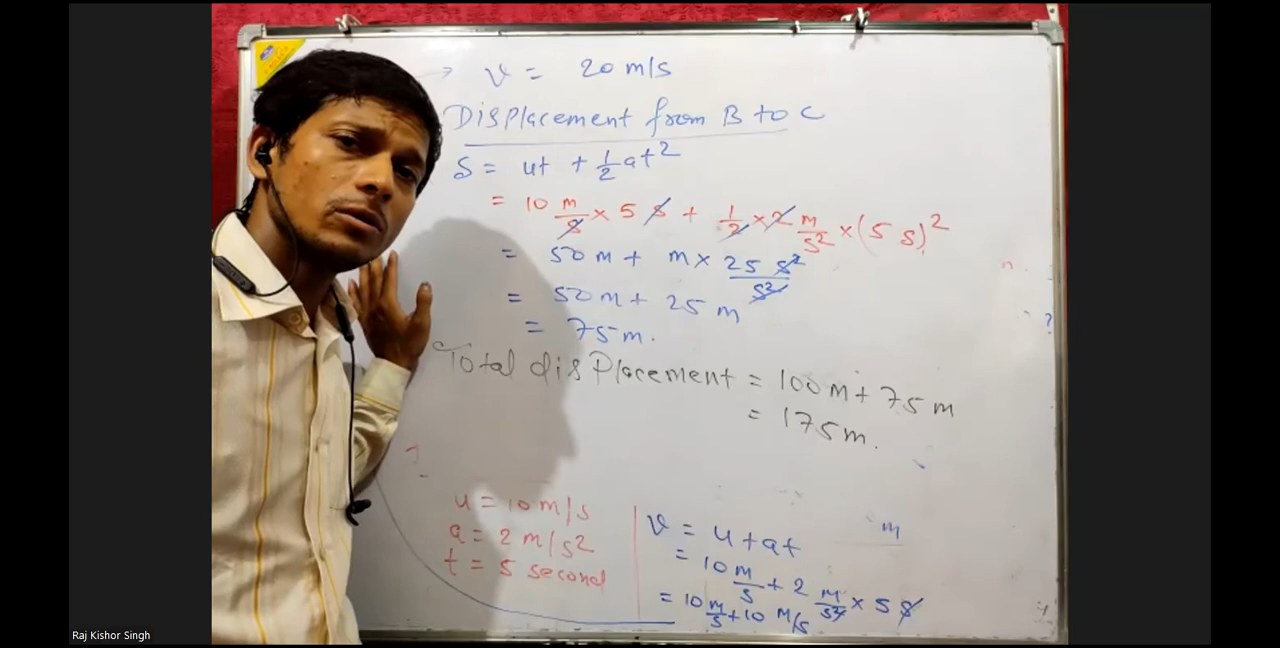 v = 20 m/s
Displacement from B to C
S = ut + 1/2 at²
= 10 m/s × 5 s + 1/2 × 2 m/s² × (5 s)²
= 50 m + m × 25 s²/s²
= 50 m + 25 m
= 75 m.
Total displacement = 100 m + 75 m
= 175 m.
u = 10 m/s
a = 2 m/s²
t = 5 second
v = u + at
= 10 m/s + 2 m/s² × 5 s
= 10 m/s + 10 m/s
m
Raj Kishor Singh